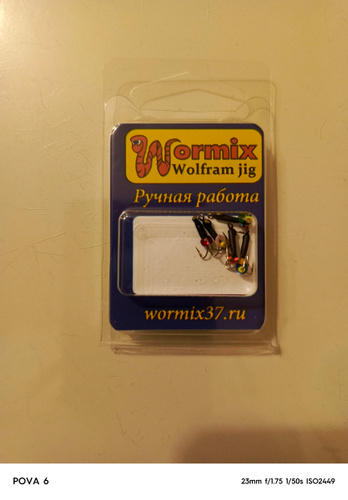 Wormix
Wolfram jig
Ручная работа
wormix37.ru
POVA 6
23mm f/1.75 1/50s ISO2449